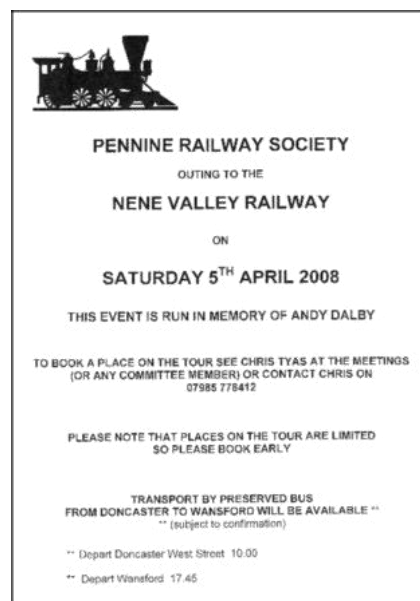 PENNINE RAILWAY SOCIETY
OUTING TO THE
NENE VALLEY RAILWAY
ON
SATURDAY 5TH APRIL 2008
THIS EVENT IS RUN IN MEMORY OF ANDY DALBY
TO BOOK A PLACE ON THE TOUR SEE CHRIS TYAS AT THE MEETINGS
(OR ANY COMMITTEE MEMBER) OR CONTACT CHRIS ON
07985 778412
PLEASE NOTE THAT PLACES ON THE TOUR ARE LIMITED
SO PLEASE BOOK EARLY
TRANSPORT BY PRESERVED BUS
FROM DONCASTER TO WANSFORD WILL BE AVAILABLE **
** (subject to confirmation)
** Depart Doncaster West Street 10.00
** Depart Wansford 17.45